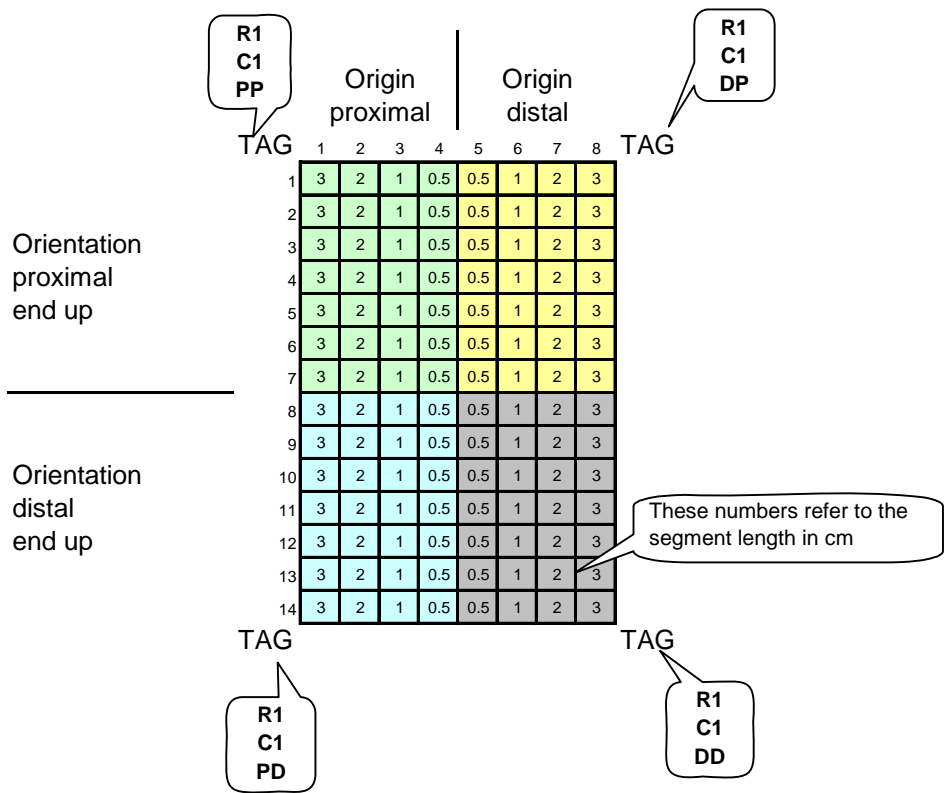 R1
C1
PP
R1
C1
DP
Origin
proximal
Origin
distal
TAG
TAG
1 2 3 4 5 6 7 8
1 3 2 1 0.5 0.5 1 2 3
2 3 2 1 0.5 0.5 1 2 3
3 3 2 1 0.5 0.5 1 2 3
4 3 2 1 0.5 0.5 1 2 3
5 3 2 1 0.5 0.5 1 2 3
6 3 2 1 0.5 0.5 1 2 3
7 3 2 1 0.5 0.5 1 2 3
8 3 2 1 0.5 0.5 1 2 3
9 3 2 1 0.5 0.5 1 2 3
10 3 2 1 0.5 0.5 1 2 3
11 3 2 1 0.5 0.5 1 2 3
12 3 2 1 0.5 0.5 1 2 3
13 3 2 1 0.5 0.5 1 2 3
14 3 2 1 0.5 0.5 1 2 3
Orientation
proximal
end up
Orientation
distal
end up
These numbers refer to the
segment length in cm
TAG
TAG
R1
C1
PD
R1
C1
DD